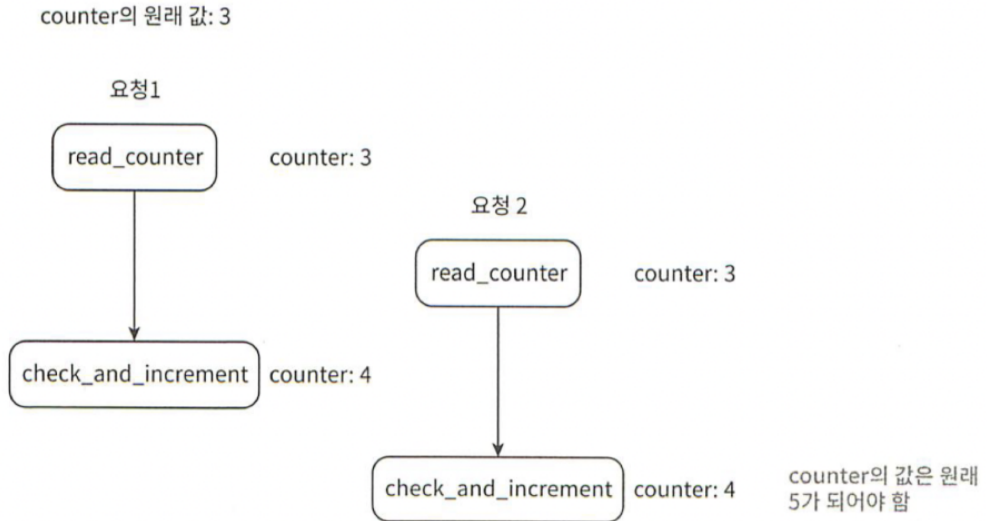 counter의 원래 값: 3
요청1
read_counter
counter: 3
요청 2
read_counter
counter: 3
check_and_increment
counter: 4
check_and_increment
counter: 4
counter의 값은 원래
5가 되어야 함